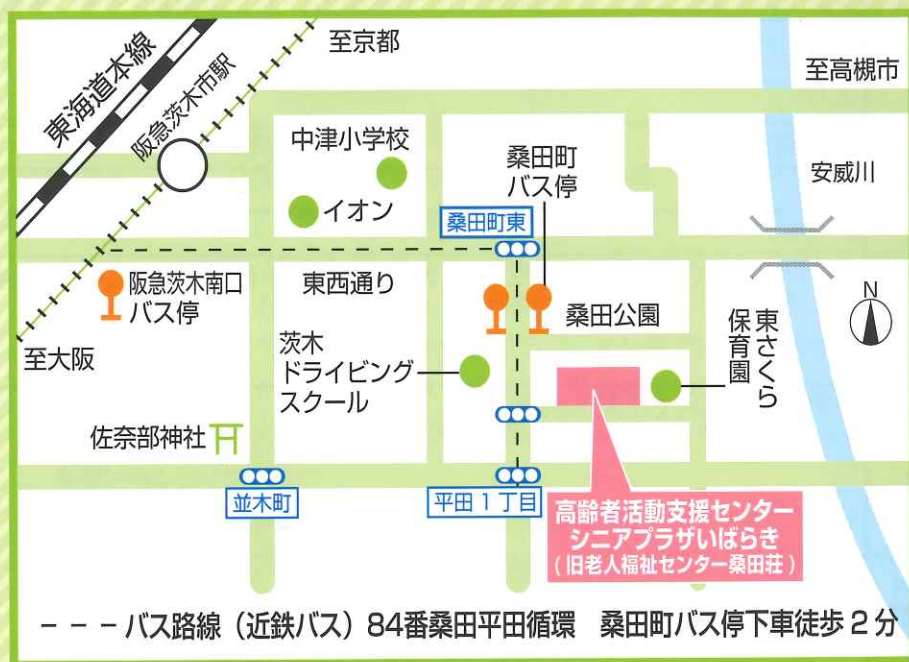 至京都
至高槻市
東海道本線
阪急茨木市駅
中津小学校
イオン
桑田町
バス停
安威川
桑田町東
阪急茨木南口
バス停
東西通り
桑田公園
N
至大阪
茨木
ドライビング
スクール
東さくら
保育園
佐奈部神社
並木町
平田1丁目
高齢者活動支援センター
シニアプラザいばらき
(旧老人福祉センター桑田荘)
--- バス路線(近鉄バス)84番桑田平田循環 桑田町バス停下車徒歩2分